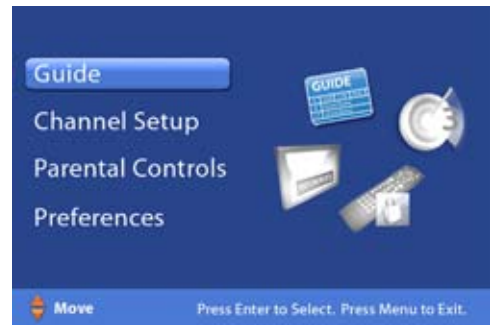 Guide
GUIDE
Channel Setup
Parental Controls
Preferences
Move
Press Enter to Select. Press Menu to Exit.